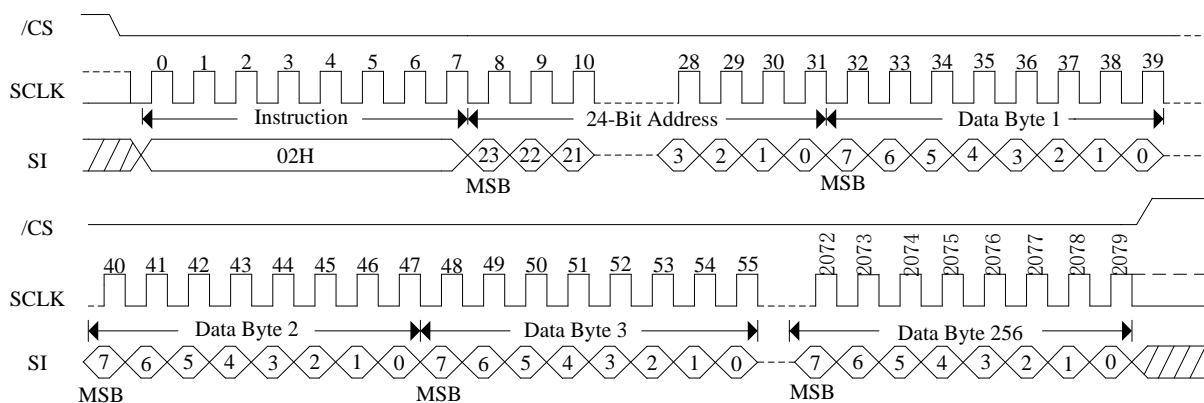 /CS
0 1 2 3 4 5 6 7 8 9 10 28 29 30 31 32 33 34 35 36 37 38 39
SCLK
Instruction 24-Bit Address Data Byte 1
SI 02H 23 22 21 3 2 1 0 7 6 5 4 3 2 1 0
MSB MSB
/CS
40 41 42 43 44 45 46 47 48 49 50 51 52 53 54 55 2072 2073 2074 2075 2076 2077 2078 2079
SCLK
Data Byte 2 Data Byte 3 Data Byte 256
SI 7 6 5 4 3 2 1 0 7 6 5 4 3 2 1 0 7 6 5 4 3 2 1 0
MSB MSB MSB